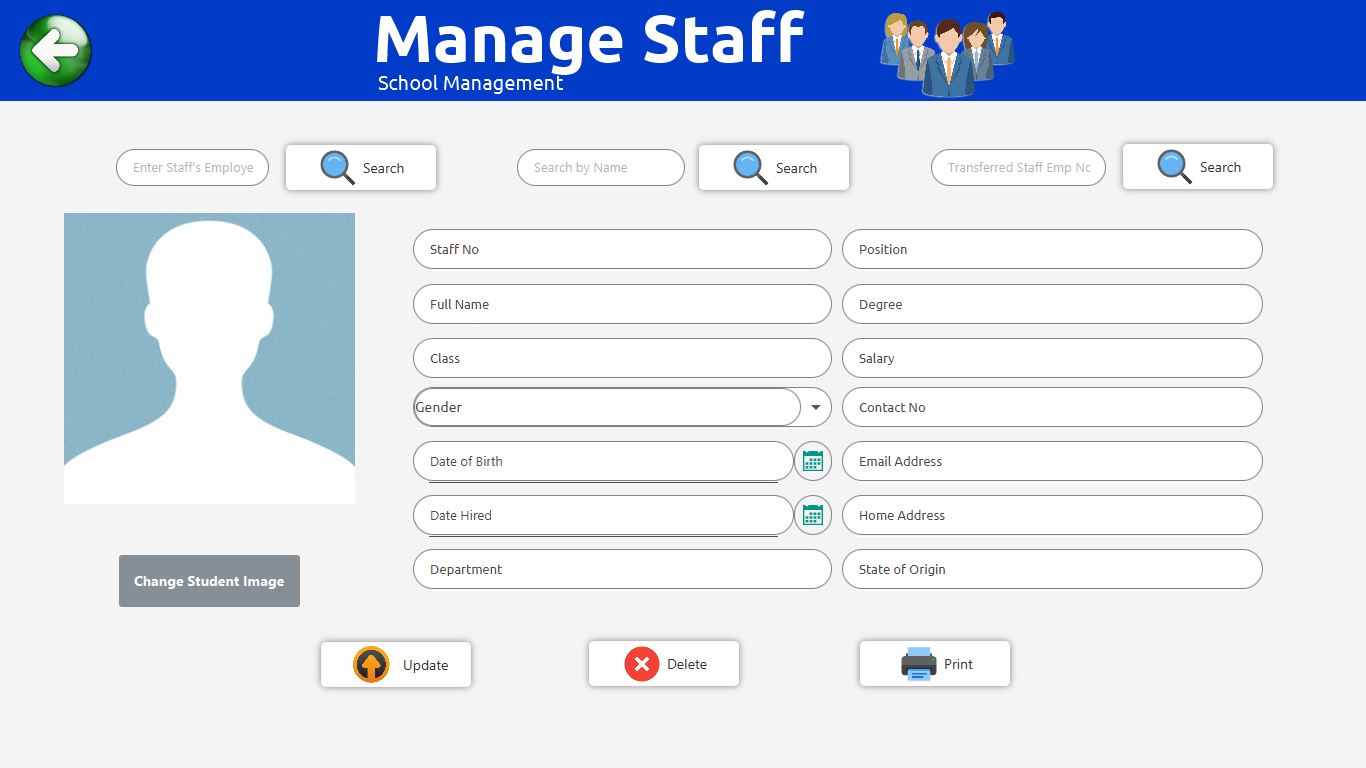 Manage Staff
School Management
Enter Staff's Employe
Search
Search by Name
Search
Transferred Staff Emp No
Search
Staff No
Position
Full Name
Degree
Class
Salary
Gender
Contact No
Date of Birth
Email Address
Date Hired
Home Address
Department
State of Origin
Change Student Image
Update
Delete
Print